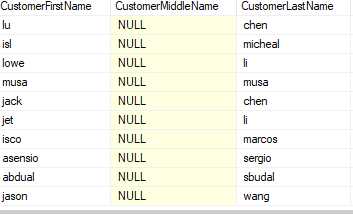 CustomerFirstName CustomerMiddleName CustomerLastName
lu NULL chen
isl NULL micheal
lowe NULL li
musa NULL musa
jack NULL chen
jet NULL li
isco NULL marcos
asensio NULL sergio
abdual NULL sbudal
jason NULL wang